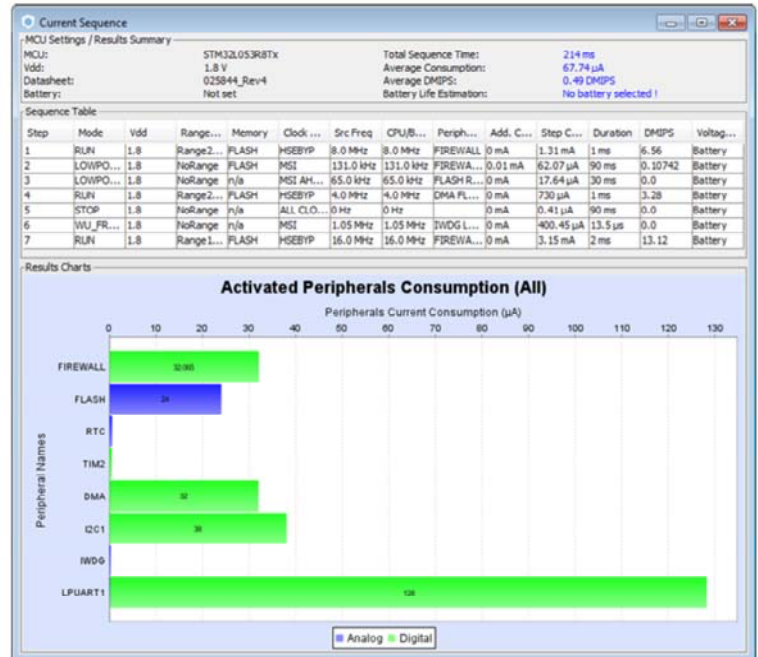 Current Sequence
MCU Settings / Results Summary
MCU: STM32L053R8Tx Total Sequence Time: 214 ms
Vdd: 1.8 V Average Consumption: 67.74 µA
Datasheet: 025844_Rev4 Average DMIPS: 0.49 DMIPS
Battery: Not set Battery Life Estimation: No battery selected !
Sequence Table
Step Mode Vdd Range... Memory Clock ... Src Freq CPU/B... Periph... Add. C... Step C... Duration DMIPS Voltag...
1 RUN 1.8 Range2... FLASH HSEBYP 8.0 MHz 8.0 MHz FIREWALL 0 mA 1.31 mA 1 ms 6.56 Battery
2 LOWPO... 1.8 NoRange FLASH MSI 131.0 kHz 131.0 kHz FIREWA... 0.01 mA 62.07 µA 90 ms 0.10742 Battery
3 LOWPO... 1.8 NoRange n/a MSI AH... 65.0 kHz 65.0 kHz FLASH R... 0 mA 17.64 µA 30 ms 0.0 Battery
4 RUN 1.8 Range2... FLASH HSEBYP 4.0 MHz 4.0 MHz DMA FL... 0 mA 730 µA 1 ms 3.28 Battery
5 STOP 1.8 NoRange n/a ALL CLO... 0 Hz 0 Hz 0 mA 0.41 µA 90 ms 0.0 Battery
6 WU_FR... 1.8 NoRange n/a MSI 1.05 MHz 1.05 MHz IWDG L... 0 mA 400.45 µA 13.5 µs 0.0 Battery
7 RUN 1.8 Range1... FLASH HSEBYP 16.0 MHz 16.0 MHz FIREWA... 0 mA 3.15 mA 2 ms 13.12 Battery
Results Charts
Activated Peripherals Consumption (All)
Peripherals Current Consumption (µA)
0 10 20 30 40 50 60 70 80 90 100 110 120 130
Peripheral Names
FIREWALL 32.065
FLASH 24
RTC
TIM2
DMA 32
I2C1 38
IWDG
LPUART1 128
Analog Digital